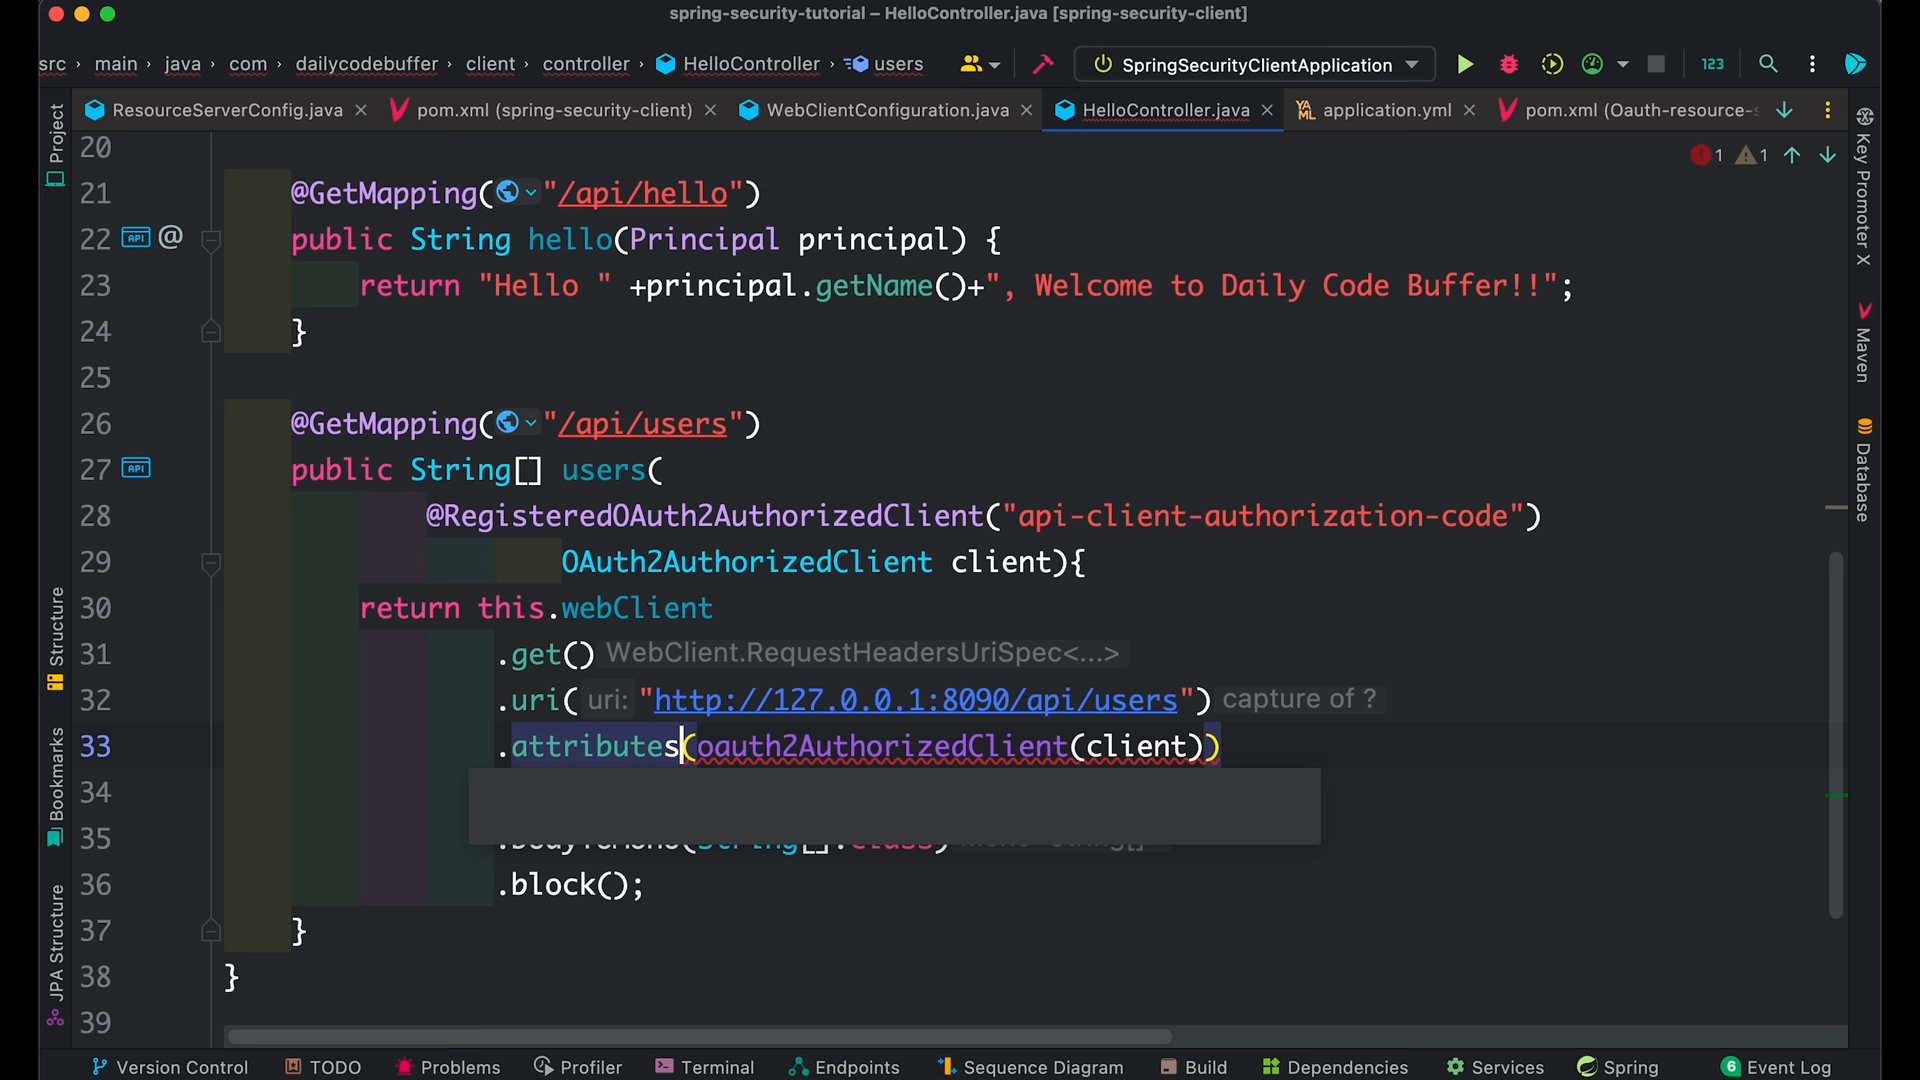 spring-security-tutorial – HelloController.java [spring-security-client]
src › main › java › com › dailycodebuffer › client › controller › HelloController › users
SpringSecurityClientApplication
123
ResourceServerConfig.java
pom.xml (spring-security-client)
WebClientConfiguration.java
HelloController.java
application.yml
pom.xml (Oauth-resource-s
1 1
Project
Structure
Bookmarks
JPA Structure
Key Promoter X
Maven
Database
20
21 @GetMapping("/api/hello")
22 API @ public String hello(Principal principal) {
23 return "Hello " +principal.getName()+", Welcome to Daily Code Buffer!!";
24 }
25
26 @GetMapping("/api/users")
27 API public String[] users(
28 @RegisteredOAuth2AuthorizedClient("api-client-authorization-code")
29 OAuth2AuthorizedClient client){
30 return this.webClient
31 .get() WebClient.RequestHeadersUriSpec<...>
32 .uri( uri: "http://127.0.0.1:8090/api/users") capture of ?
33 .attributes(oauth2AuthorizedClient(client))
34
35 .bodyToMono(String[].class)
36 .block();
37 }
38 }
39
Version Control TODO Problems Profiler Terminal Endpoints Sequence Diagram Build Dependencies Services Spring 6 Event Log